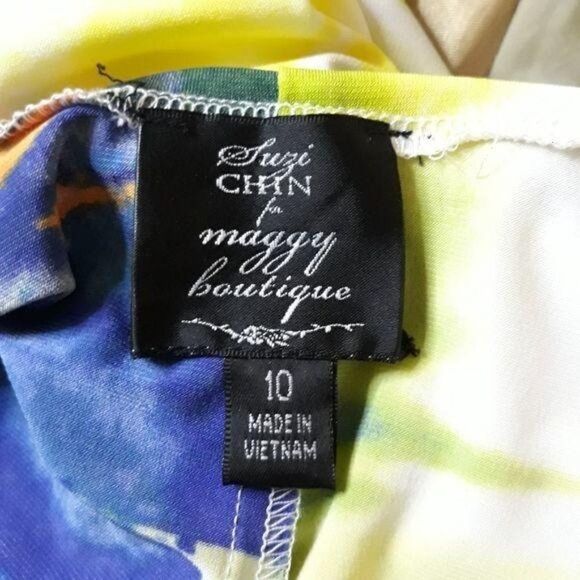 Suzi
CHIN
for
maggy
boutique
10
MADE IN
VIETNAM